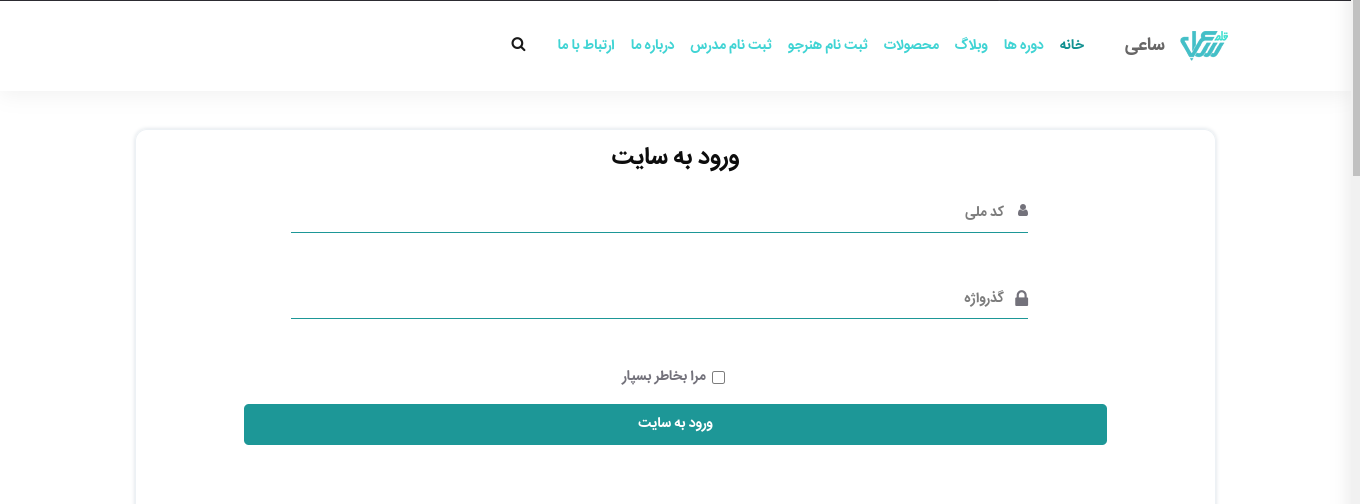 ساعی
خانه دوره ها وبلاگ محصولات ثبت نام هنرجو ثبت نام مدرس درباره ما ارتباط با ما
ورود به سایت
کد ملی
گذرواژه
مرا بخاطر بسپار
ورود به سایت